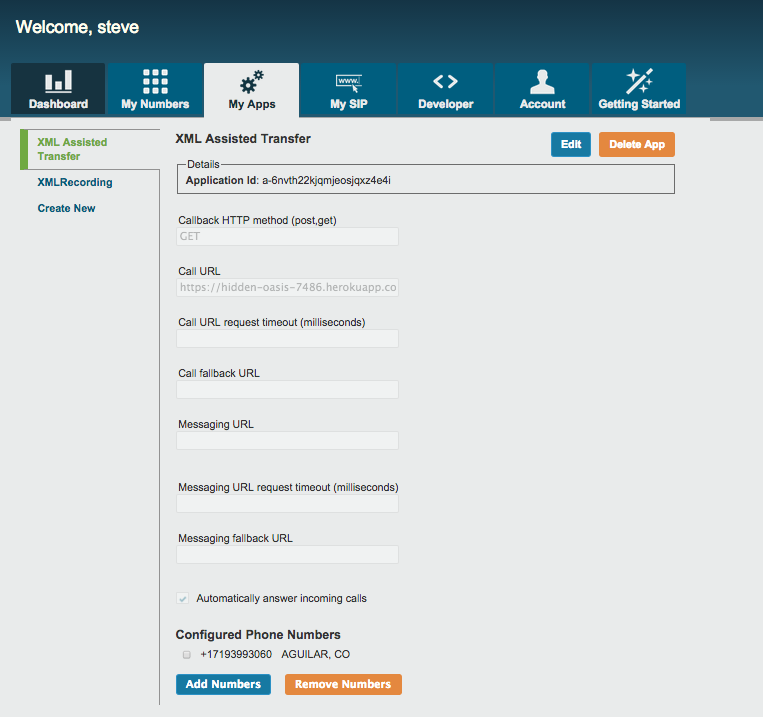 Welcome, steve
Dashboard
My Numbers
My Apps
www.
My SIP
Developer
Account
Getting Started
XML Assisted
Transfer
XMLRecording
Create New
XML Assisted Transfer
Edit
Delete App
Details
Application Id: a-6nvth22kjqmjeosjqxz4e4i
Callback HTTP method (post,get)
GET
Call URL
https://hidden-oasis-7486.herokuapp.co
Call URL request timeout (milliseconds)
Call fallback URL
Messaging URL
Messaging URL request timeout (milliseconds)
Messaging fallback URL
Automatically answer incoming calls
Configured Phone Numbers
+17193993060 AGUILAR, CO
Add Numbers
Remove Numbers